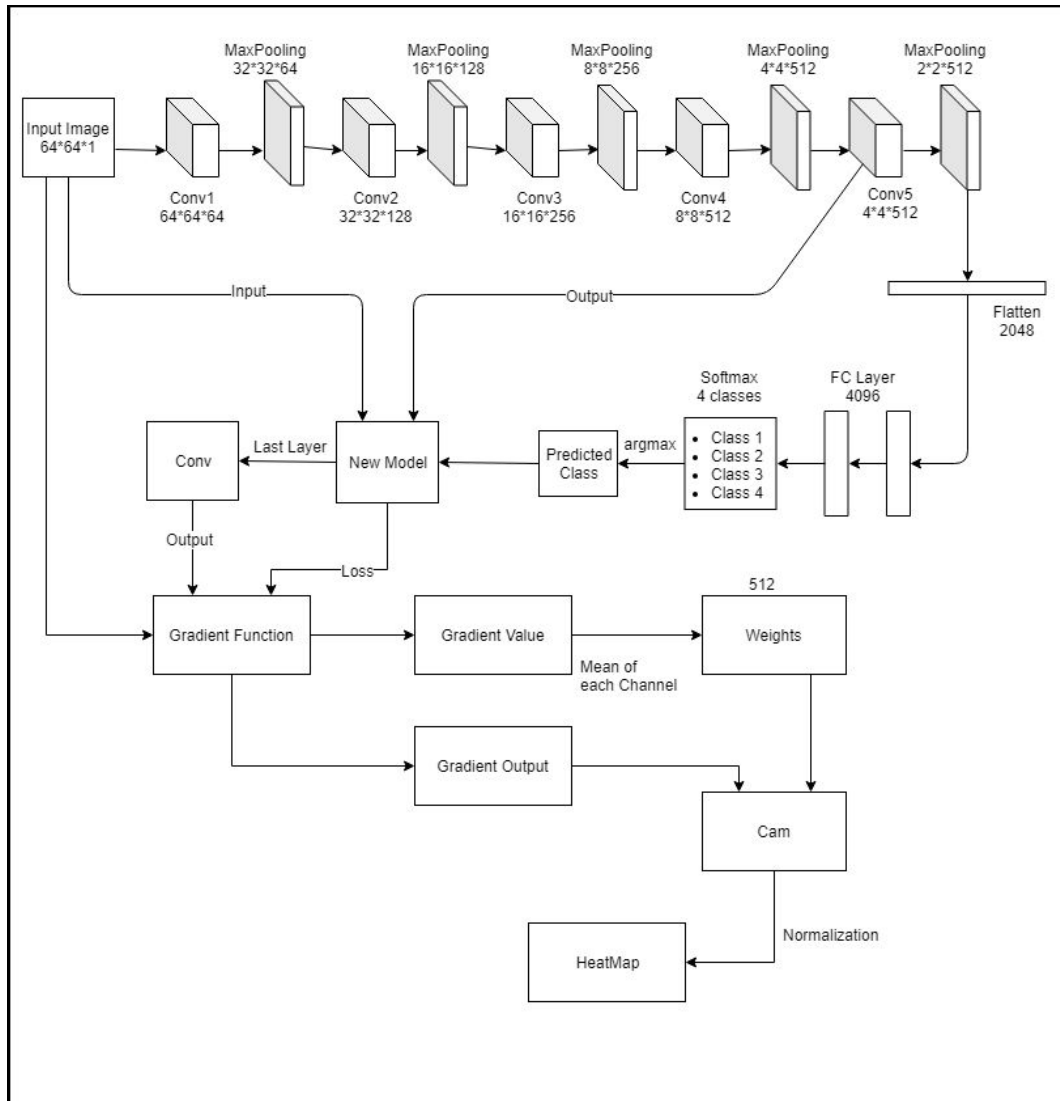 MaxPooling
32*32*64
MaxPooling
16*16*128
MaxPooling
8*8*256
MaxPooling
4*4*512
MaxPooling
2*2*512
Input Image
64*64*1
Conv1
64*64*64
Conv2
32*32*128
Conv3
16*16*256
Conv4
8*8*512
Conv5
4*4*512
Input
Output
Flatten
2048
Softmax
4 classes
FC Layer
4096
Conv
Last Layer
New Model
Predicted
Class
argmax
• Class 1
• Class 2
• Class 3
• Class 4
Output
Loss
Gradient Function
Gradient Value
Mean of
each Channel
512
Weights
Gradient Output
Cam
Normalization
HeatMap